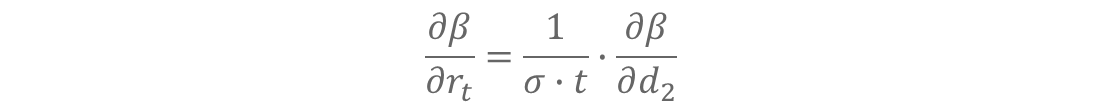 ∂β/∂r_t = 1/(σ · t) · ∂β/∂d_2